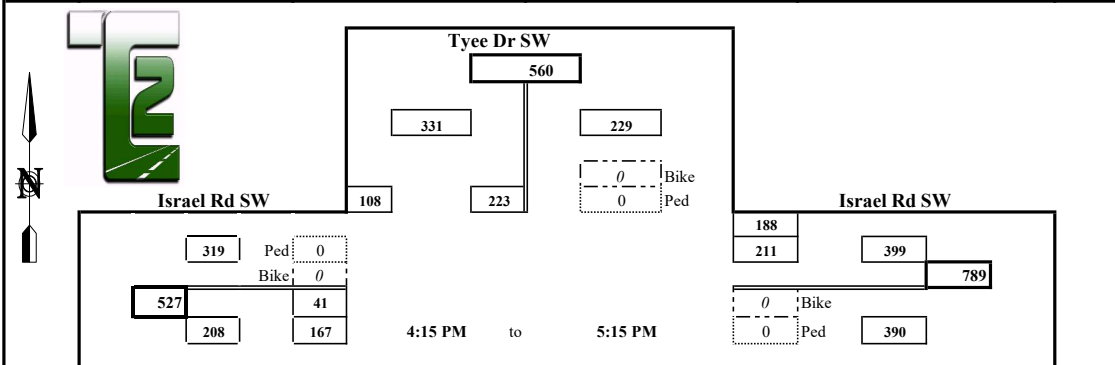 Tyee Dr SW
560
TE2
331 229
0 Bike
N
Israel Rd SW 108 223 0 Ped Israel Rd SW
188
319 Ped 0 211 399
Bike 0 789
527 41 0 Bike
208 167 4:15 PM to 5:15 PM 0 Ped 390